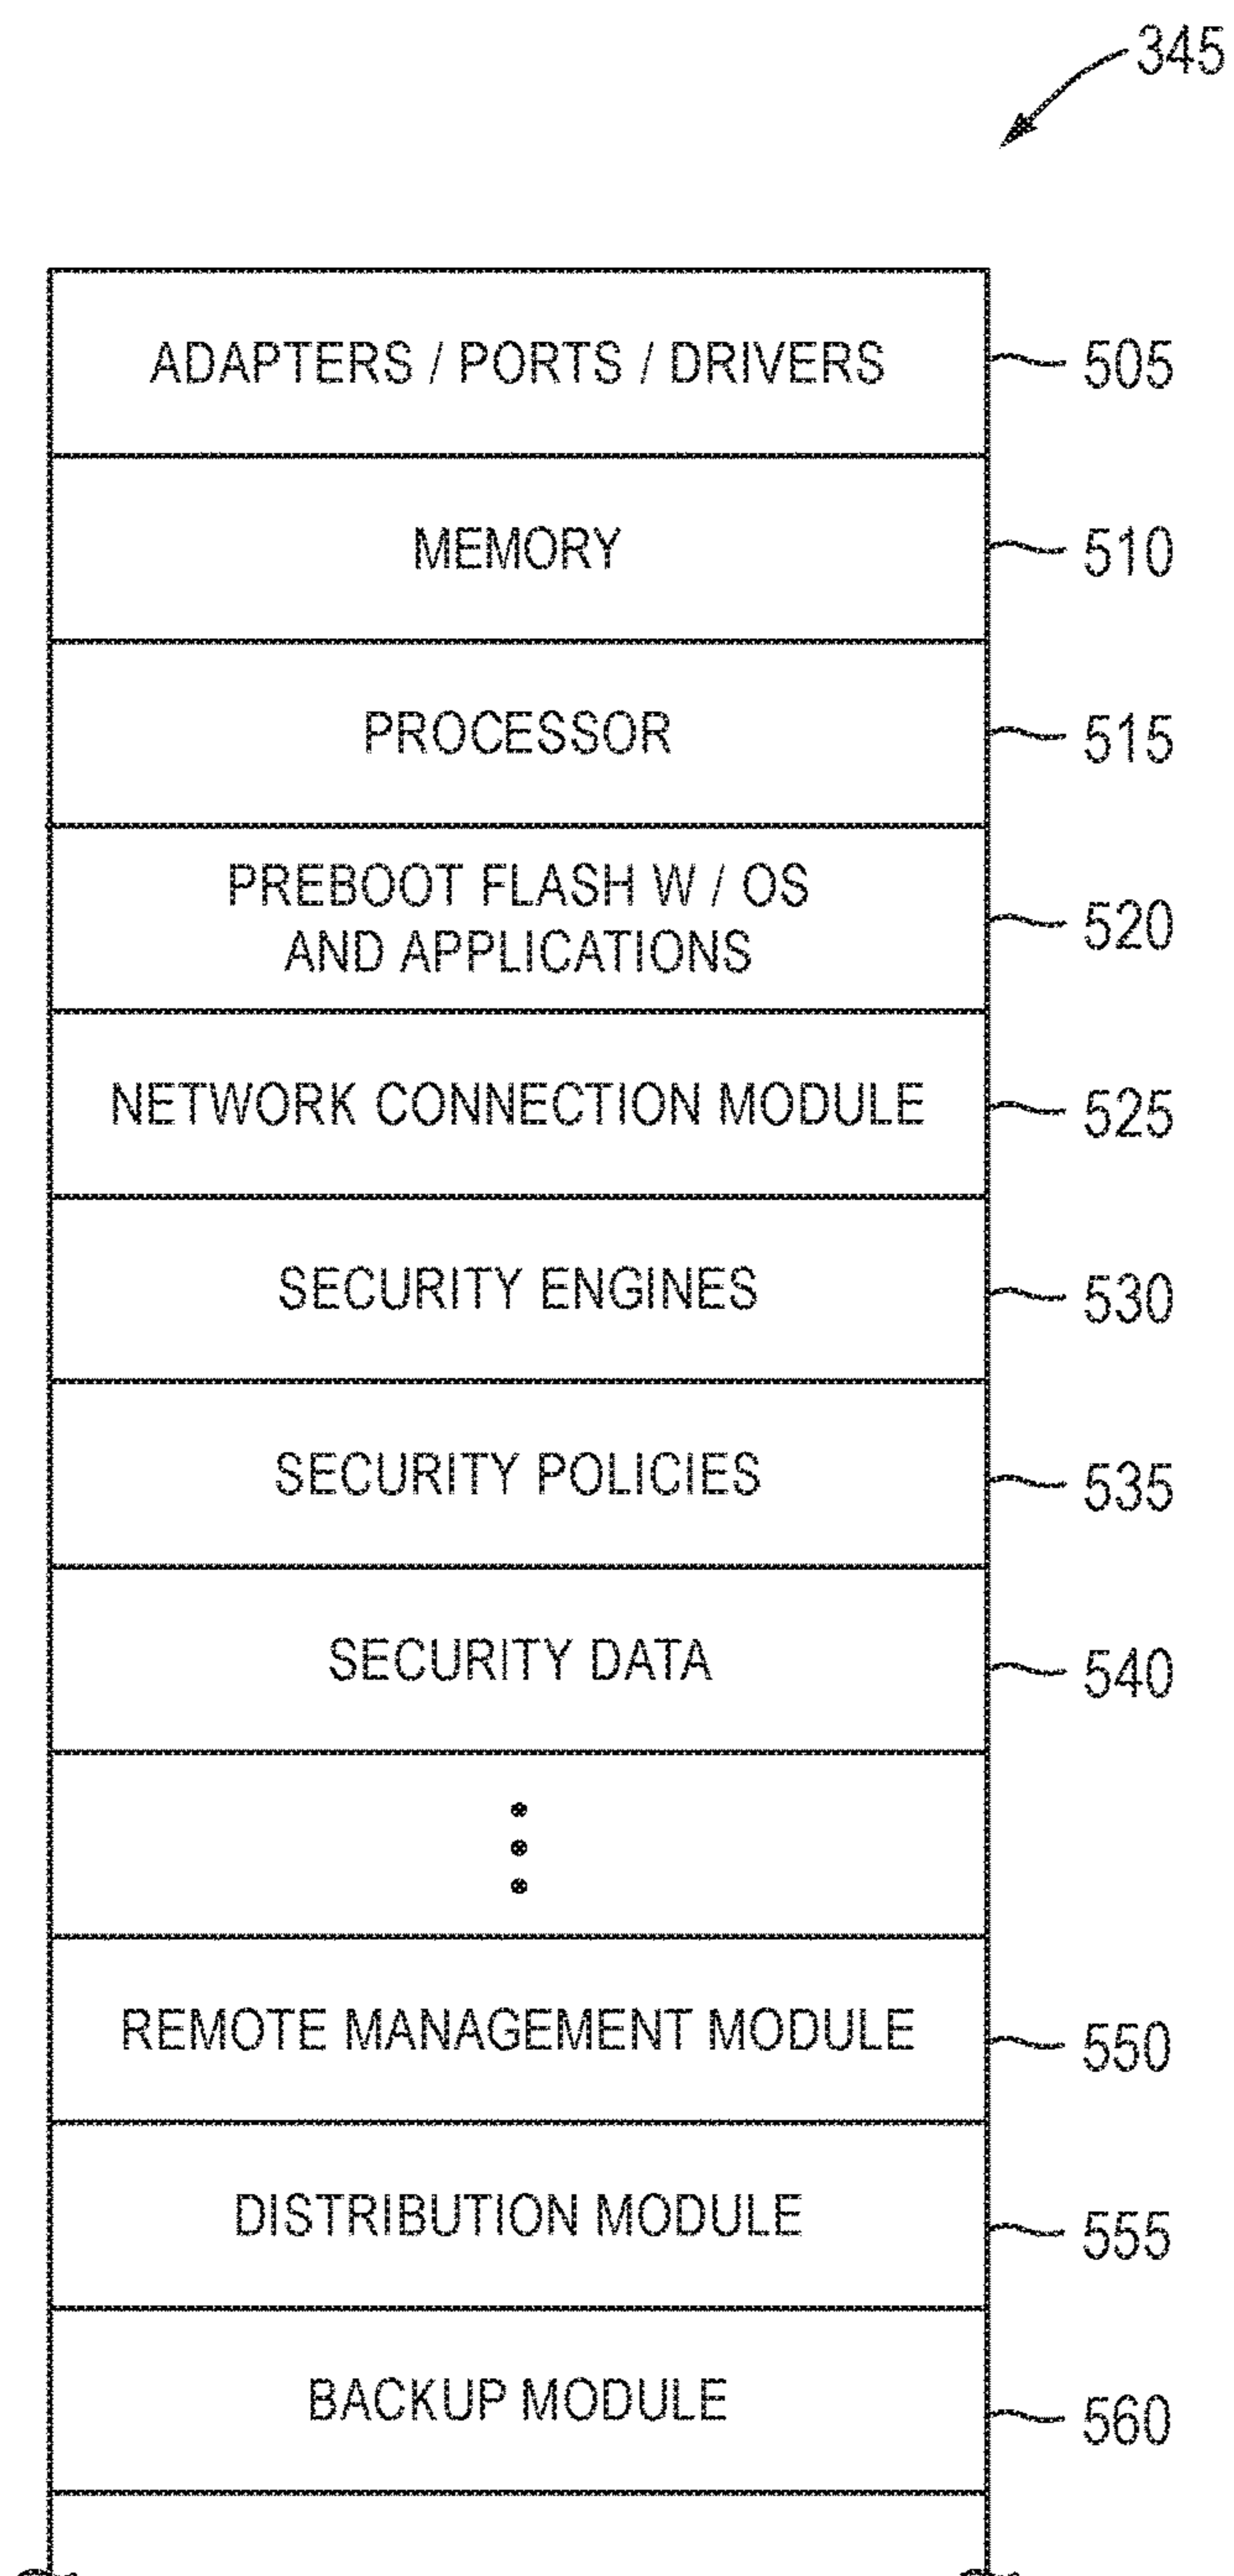 345
ADAPTERS / PORTS / DRIVERS 505
MEMORY 510
PROCESSOR 515
PREBOOT FLASH W / OS
AND APPLICATIONS 520
NETWORK CONNECTION MODULE 525
SECURITY ENGINES 530
SECURITY POLICIES 535
SECURITY DATA 540
REMOTE MANAGEMENT MODULE 550
DISTRIBUTION MODULE 555
BACKUP MODULE 560